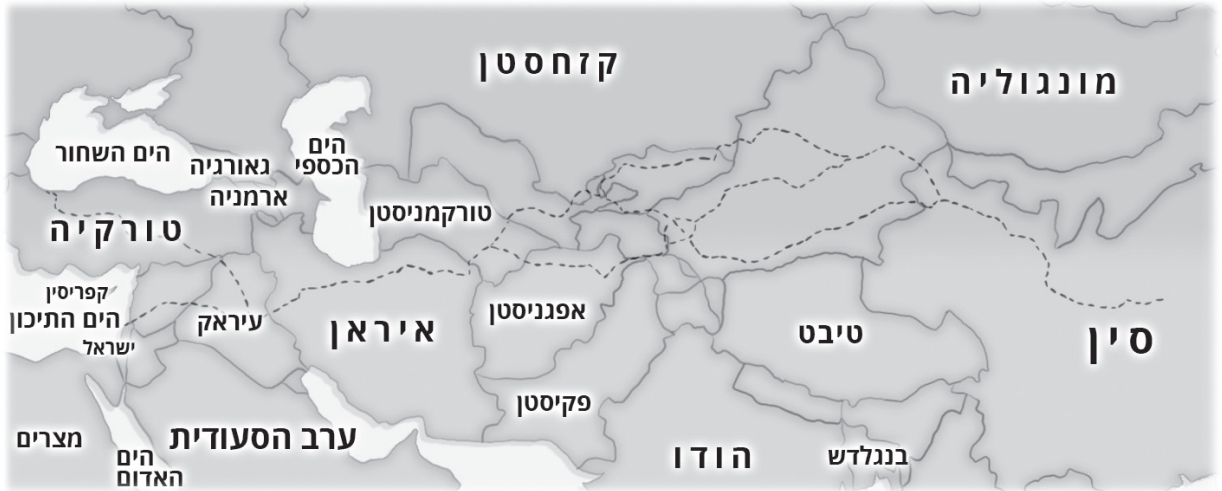 קזחסטן
מונגוליה
הים השחור
גאורגיה
הים
הכספי
ארמניה
טורקמניסטן
טורקיה
קפריסין
הים התיכון
ישראל
עיראק
איראן
אפגניסטן
טיבט
סין
פקיסטן
מצרים
הים
האדום
ערב הסעודית
הודו
בנגלדש